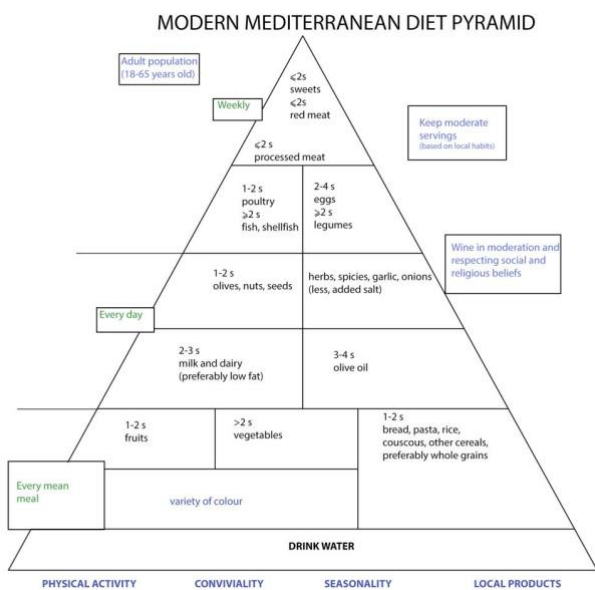 MODERN MEDITERRANEAN DIET PYRAMID
Adult population
(18-65 years old)
⩽2s
sweets
⩽2s
red meat
Weekly
Keep moderate
servings
(based on local habits)
⩽2 s
processed meat
1-2 s
poultry
⩾2s
fish, shellfish
2-4 s
eggs
⩾2s
legumes
Wine in moderation and
respecting social and
religious beliefs
1-2 s
olives, nuts, seeds
herbs, spicies, garlic, onions
(less, added salt)
Every day
2-3 s
milk and dairy
(preferably low fat)
3-4 s
olive oil
1-2 s
fruits
>2 s
vegetables
1-2 s
bread, pasta, rice,
couscous, other cereals,
preferably whole grains
Every mean
meal
variety of colour
DRINK WATER
PHYSICAL ACTIVITY CONVIVIALITY SEASONALITY LOCAL PRODUCTS